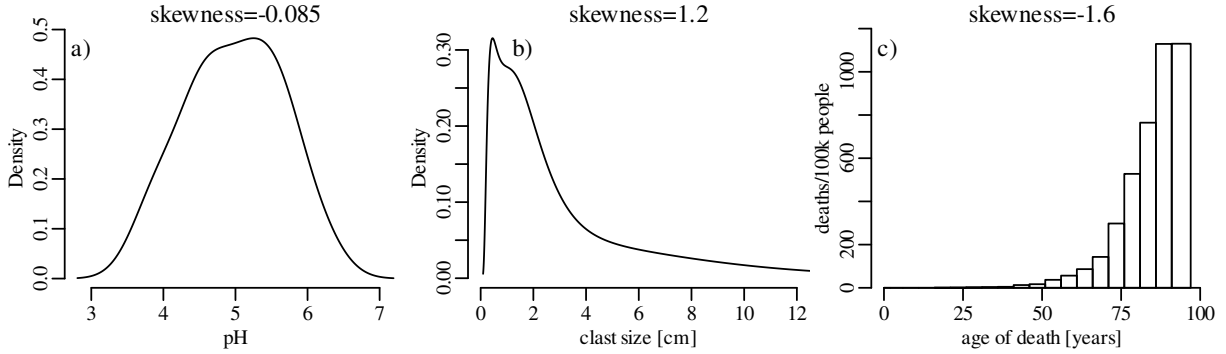 skewness=-0.085
a)
Density
0.0
0.1
0.2
0.3
0.4
0.5
3
4
5
6
7
pH
skewness=1.2
b)
Density
0.00
0.10
0.20
0.30
0
2
4
6
8
10
12
clast size [cm]
skewness=-1.6
c)
deaths/100k people
0
200
600
1000
0
25
50
75
100
age of death [years]